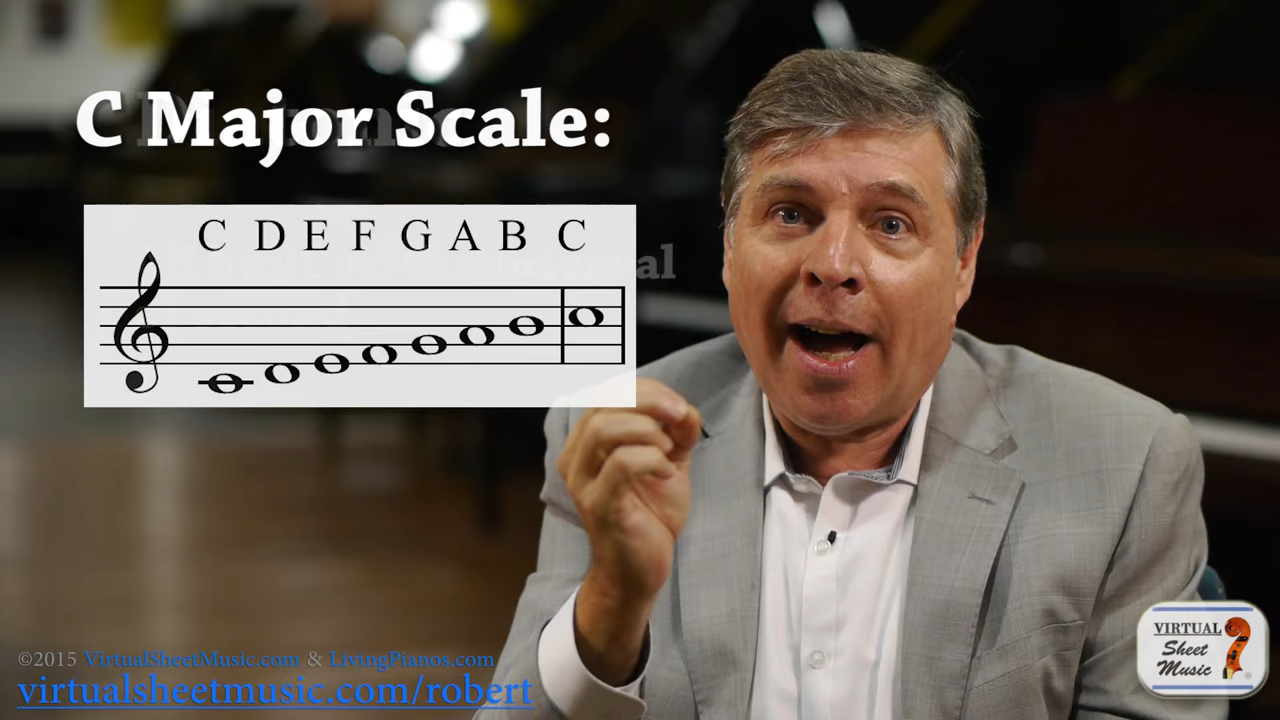 C Major Scale:
C D E F G A B C
©2015 VirtualSheetMusic.com & LivingPianos.com
virtualsheetmusic.com/robert
VIRTUAL
Sheet
Music